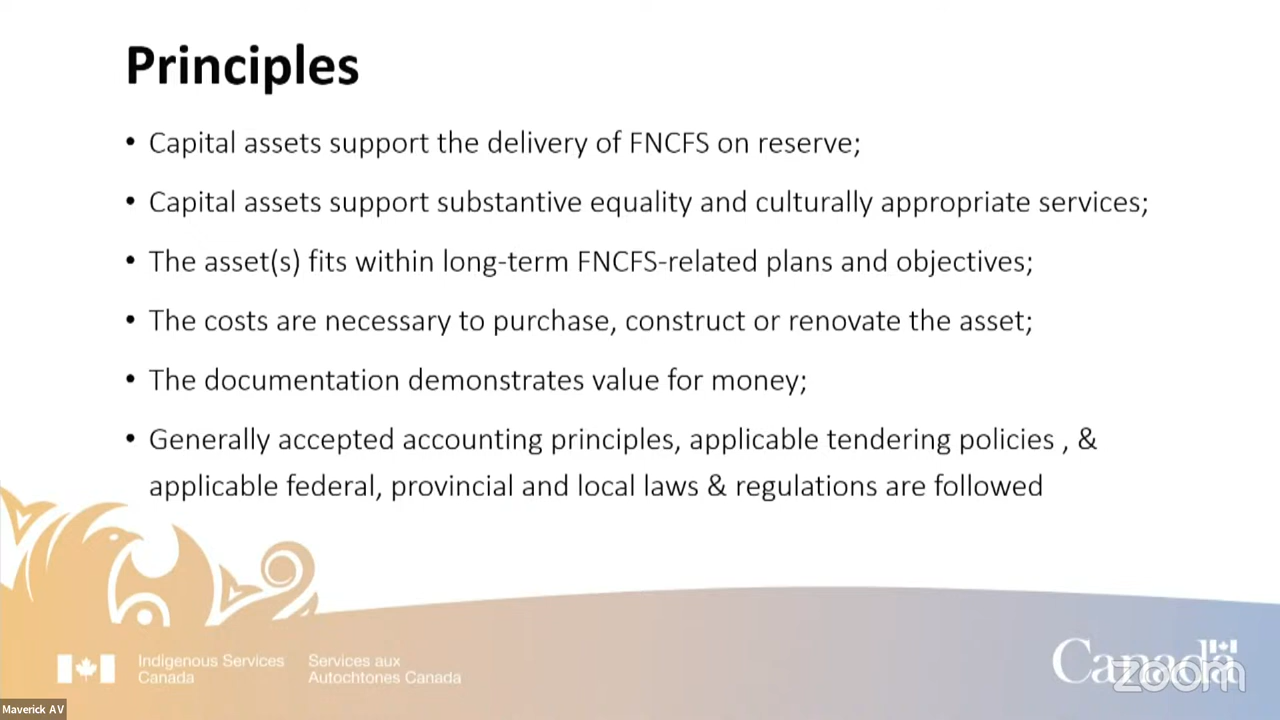 Principles
• Capital assets support the delivery of FNCFS on reserve;
• Capital assets support substantive equality and culturally appropriate services;
• The asset(s) fits within long-term FNCFS-related plans and objectives;
• The costs are necessary to purchase, construct or renovate the asset;
• The documentation demonstrates value for money;
• Generally accepted accounting principles, applicable tendering policies , &
applicable federal, provincial and local laws & regulations are followed
Indigenous Services
Canada
Services aux
Autochtones Canada
Canada
zoom
Maverick AV